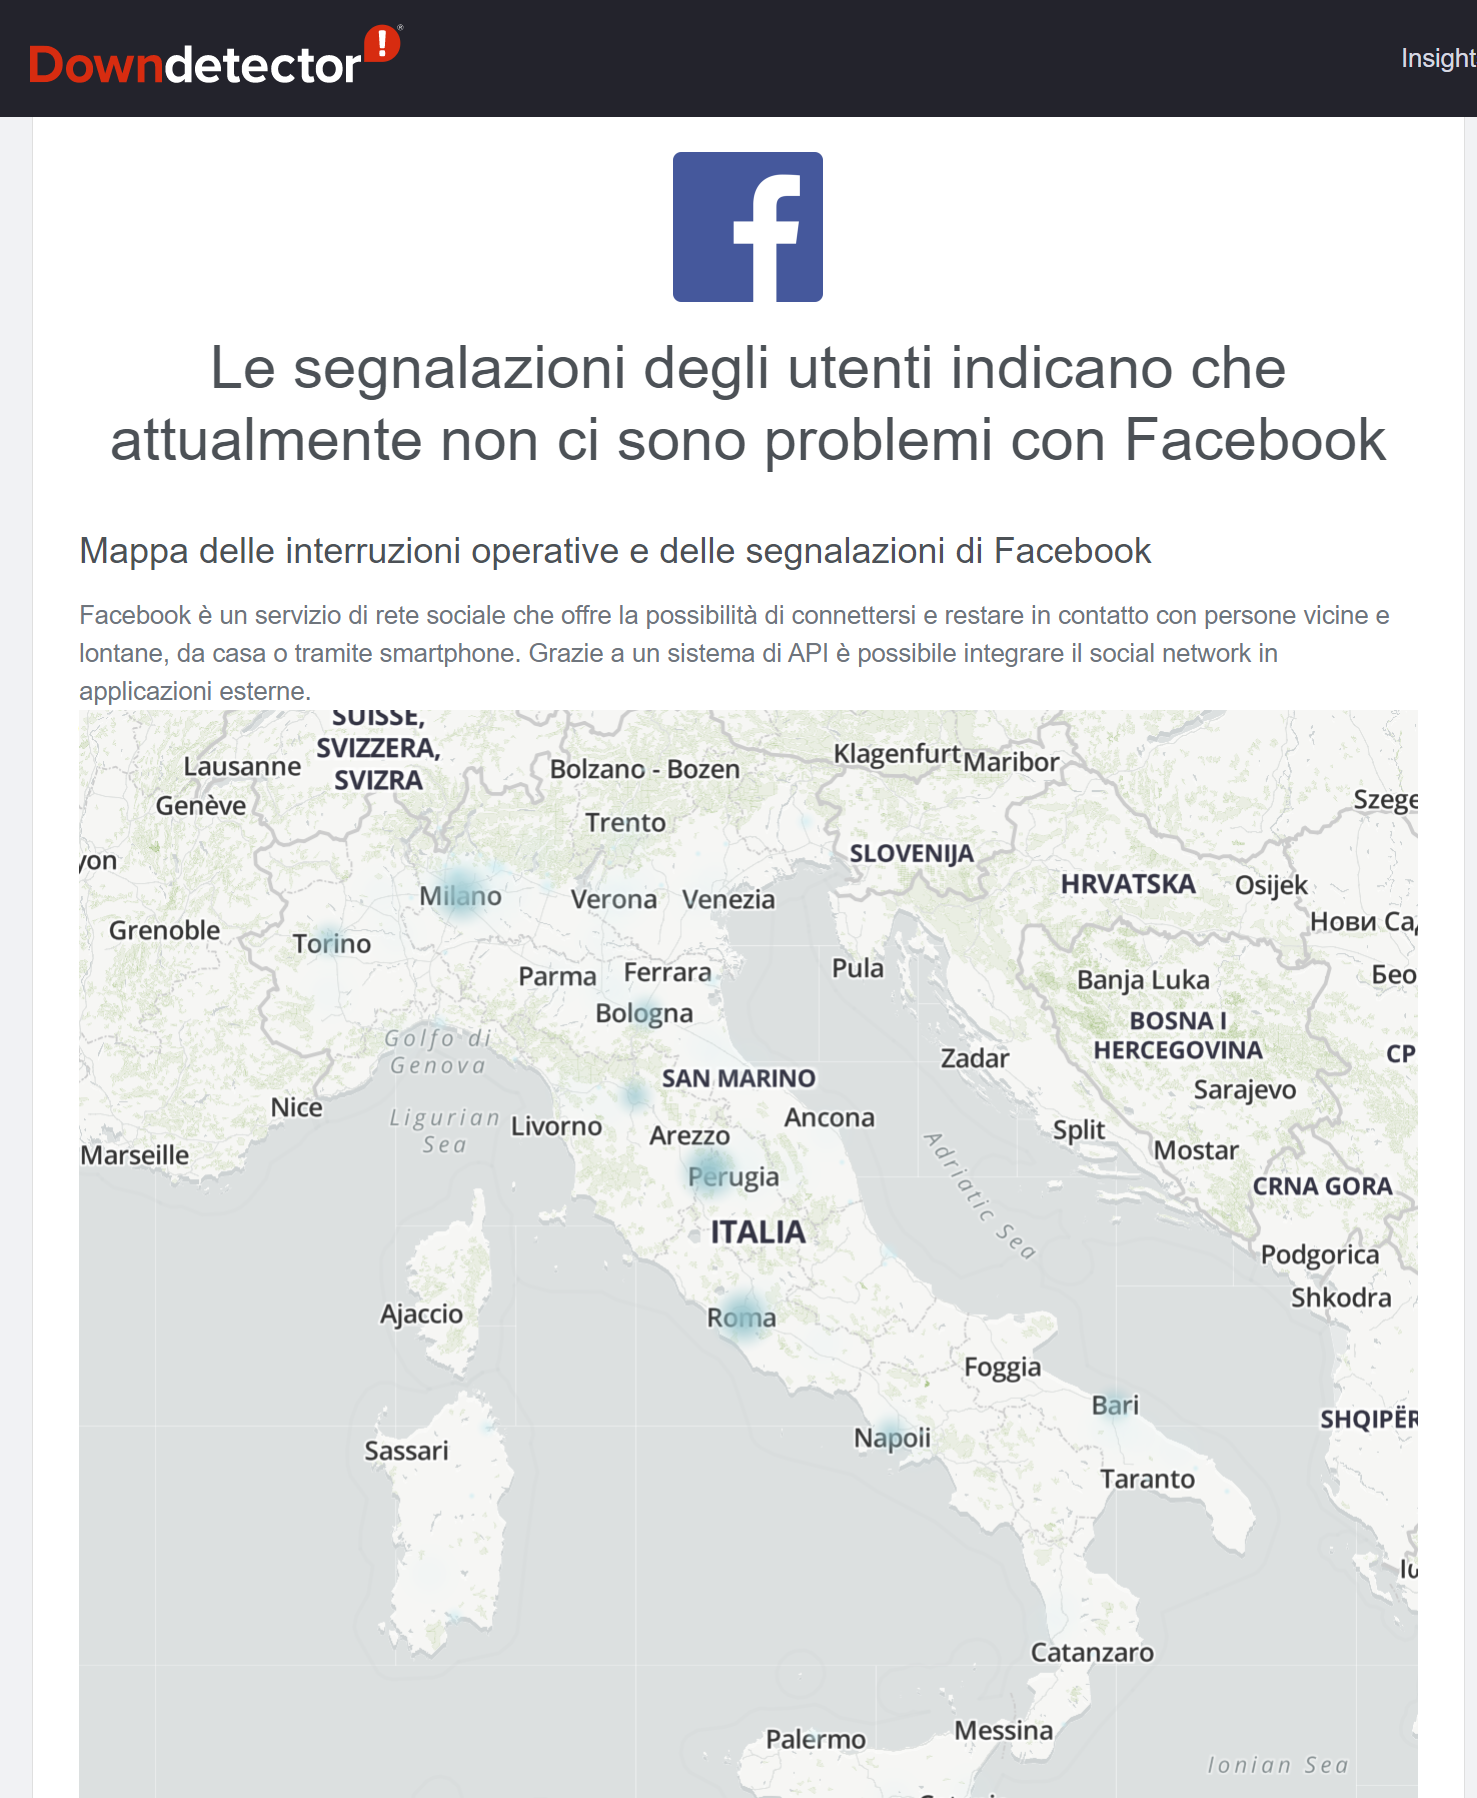 Downdetector
Insight
Le segnalazioni degli utenti indicano che
attualmente non ci sono problemi con Facebook
Mappa delle interruzioni operative e delle segnalazioni di Facebook
Facebook è un servizio di rete sociale che offre la possibilità di connettersi e restare in contatto con persone vicine e
lontane, da casa o tramite smartphone. Grazie a un sistema di API è possibile integrare il social network in
applicazioni esterne.
SUISSE,
SVIZZERA,
SVIZRA
Lausanne
Genève
Bolzano - Bozen
Klagenfurt
Maribor
Szege
Trento
yon
SLOVENIJA
HRVATSKA
Osijek
Milano
Verona
Venezia
Grenoble
Torino
Нови Са
Parma
Ferrara
Pula
Banja Luka
Бео
Bologna
BOSNA I
HERCEGOVINA
Golfo di
Genova
Zadar
СР
SAN MARINO
Sarajevo
Nice
Ligurian
Sea
Livorno
Ancona
Arezzo
Split
Marseille
Mostar
Perugia
Adriatic Sea
CRNA GORA
ITALIA
Podgorica
Shkodra
Ajaccio
Roma
Foggia
Bari
SHQIPËR
Sassari
Napoli
Taranto
Catanzaro
Palermo
Messina
Ionian Sea